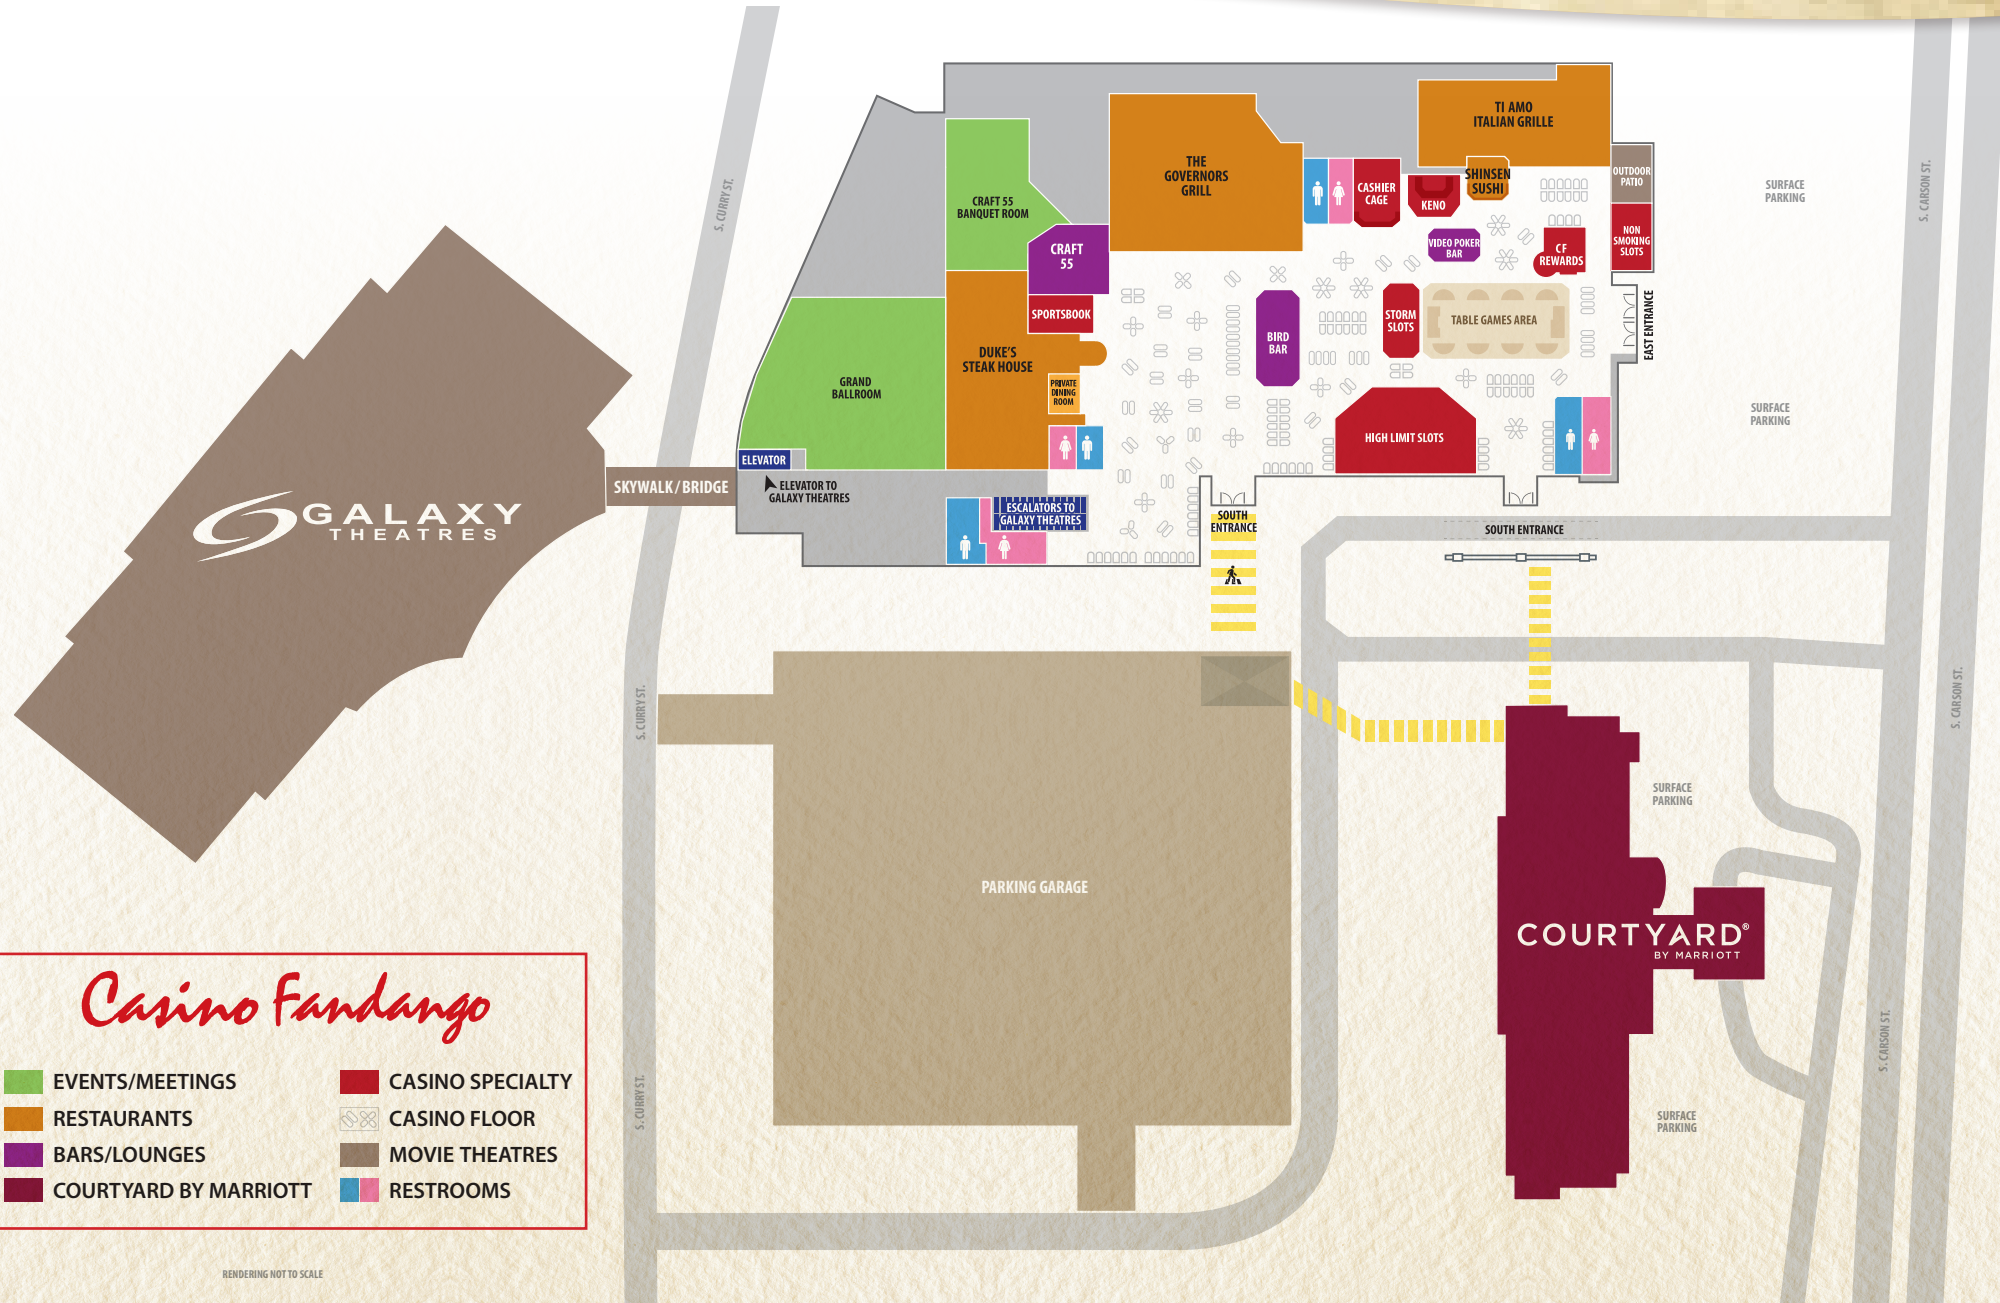 TI AMO
ITALIAN GRILLE
THE
GOVERNORS
GRILL
SHINSEN
SUSHI
OUTDOOR
PATIO
CASHIER
CAGE
KENO
CRAFT 55
BANQUET ROOM
NON
SMOKING
SLOTS
VIDEO POKER
BAR
CF
REWARDS
CRAFT
55
SPORTSBOOK
STORM
SLOTS
TABLE GAMES AREA
BIRD
BAR
EAST ENTRANCE
DUKE'S
STEAK HOUSE
PRIVATE
DINING
ROOM
GRAND
BALLROOM
HIGH LIMIT SLOTS
ELEVATOR
ELEVATOR TO
GALAXY THEATRES
SKYWALK/BRIDGE
ESCALATORS TO
GALAXY THEATRES
SOUTH
ENTRANCE
SOUTH ENTRANCE
GALAXY
THEATRES
S. CURRY ST.
S. CURRY ST.
S. CURRY ST.
S. CARSON ST.
S. CARSON ST.
S. CARSON ST.
SURFACE
PARKING
SURFACE
PARKING
SURFACE
PARKING
SURFACE
PARKING
PARKING GARAGE
COURTYARD®
BY MARRIOTT
Casino Fandango
EVENTS/MEETINGS
RESTAURANTS
BARS/LOUNGES
COURTYARD BY MARRIOTT
CASINO SPECIALTY
CASINO FLOOR
MOVIE THEATRES
RESTROOMS
RENDERING NOT TO SCALE